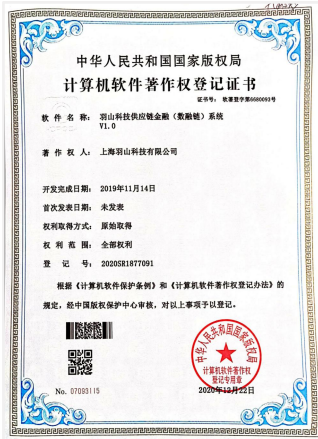 中华人民共和国国家版权局
计算机软件著作权登记证书
证书号： 软著登字第6680093号
软件名称： 羽山科技供应链金融（数融链）系统
V1.0
著作权人： 上海羽山科技有限公司
开发完成日期： 2019年11月14日
首次发表日期： 未发表
权利取得方式： 原始取得
权利范围： 全部权利
登记号： 2020SR1877091
根据《计算机软件保护条例》和《计算机软件著作权登记办法》的
规定，经中国版权保护中心审核，对以上事项予以登记。
中华人民共和国国家版权局
计算机软件著作权
登记专用章
No. 07093115
2020年12月22日